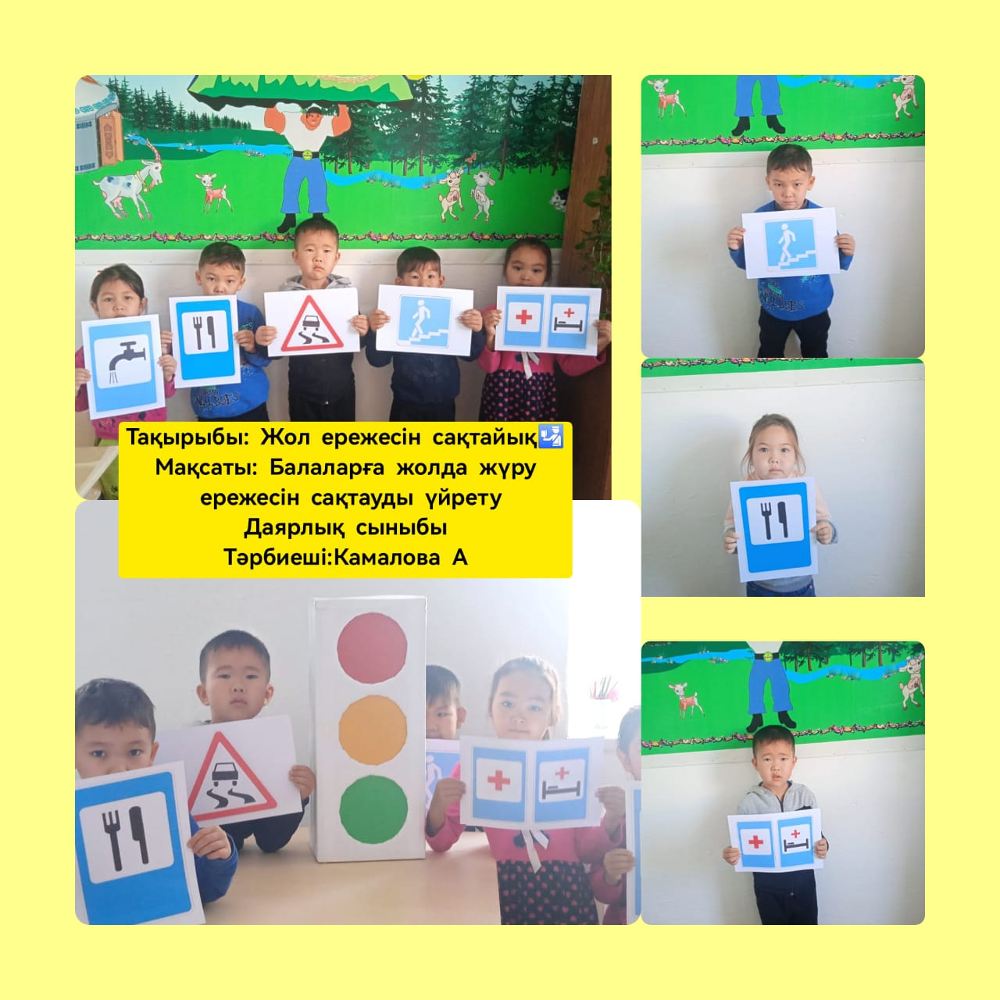 Тақырыбы: Жол ережесін сақтайық🛂
Мақсаты: Балаларға жолда жүру
ережесін сақтауды үйрету
Даярлық сыныбы
Тәрбиеші:Камалова А